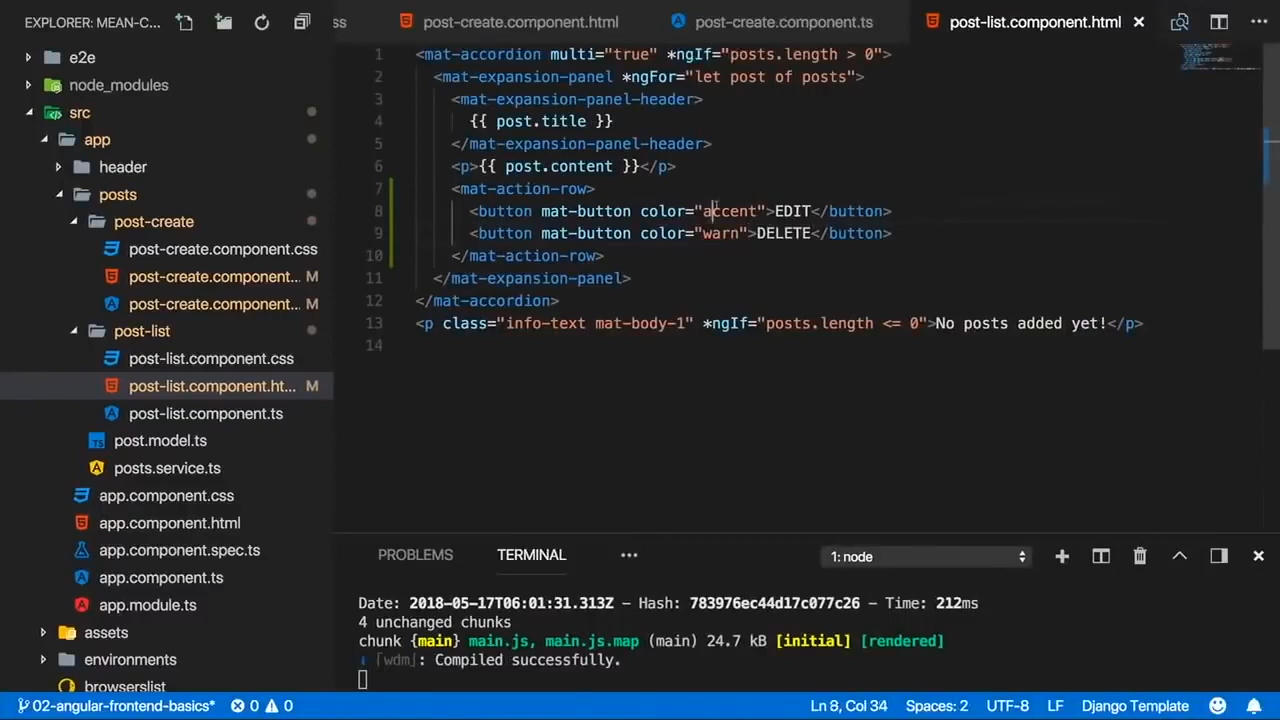 EXPLORER: MEAN-C...
ss
post-create.component.html
post-create.component.ts
post-list.component.html
e2e
node_modules
src
app
header
posts
post-create
post-create.component.css
post-create.component... M
post-create.component... M
post-list
post-list.component.css
post-list.component.ht... M
post-list.component.ts
post.model.ts
posts.service.ts
app.component.css
app.component.html
app.component.spec.ts
app.component.ts
app.module.ts
assets
environments
browserslist
1 <mat-accordion multi="true" *ngIf="posts.length > 0">
2 <mat-expansion-panel *ngFor="let post of posts">
3 <mat-expansion-panel-header>
4 {{ post.title }}
5 </mat-expansion-panel-header>
6 <p>{{ post.content }}</p>
7 <mat-action-row>
8 <button mat-button color="accent">EDIT</button>
9 <button mat-button color="warn">DELETE</button>
10 </mat-action-row>
11 </mat-expansion-panel>
12 </mat-accordion>
13 <p class="info-text mat-body-1" *ngIf="posts.length <= 0">No posts added yet!</p>
14
PROBLEMS TERMINAL ... 1: node
Date: 2018-05-17T06:01:31.313Z – Hash: 783976ec44d17c077c26 – Time: 212ms
4 unchanged chunks
chunk {main} main.js, main.js.map (main) 24.7 kB [initial] [rendered]
i ｢wdm｣: Compiled successfully.
02-angular-frontend-basics* 0 0 Ln 8, Col 34 Spaces: 2 UTF-8 LF Django Template